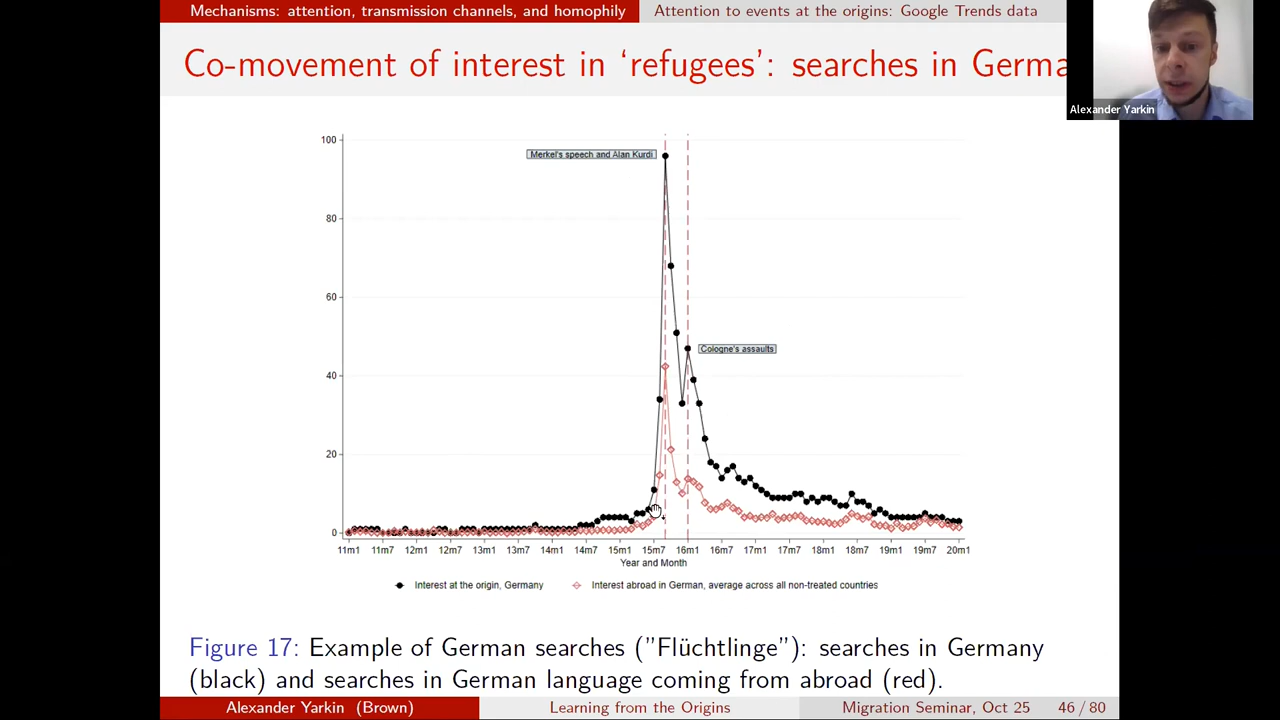 Mechanisms: attention, transmission channels, and homophily
Attention to events at the origins: Google Trends data
Co-movement of interest in ‘refugees’: searches in Germa
Alexander Yarkin
100
80
60
40
20
0
Merkel's speech and Alan Kurdi
Cologne's assaults
11m1 11m7 12m1 12m7 13m1 13m7 14m1 14m7 15m1 15m7 16m1 16m7 17m1 17m7 18m1 18m7 19m1 19m7 20m1
Year and Month
Interest at the origin, Germany
Interest abroad in German, average across all non-treated countries
Figure 17: Example of German searches (”Flüchtlinge”): searches in Germany
(black) and searches in German language coming from abroad (red).
Alexander Yarkin (Brown)
Learning from the Origins
Migration Seminar, Oct 25
46 / 80